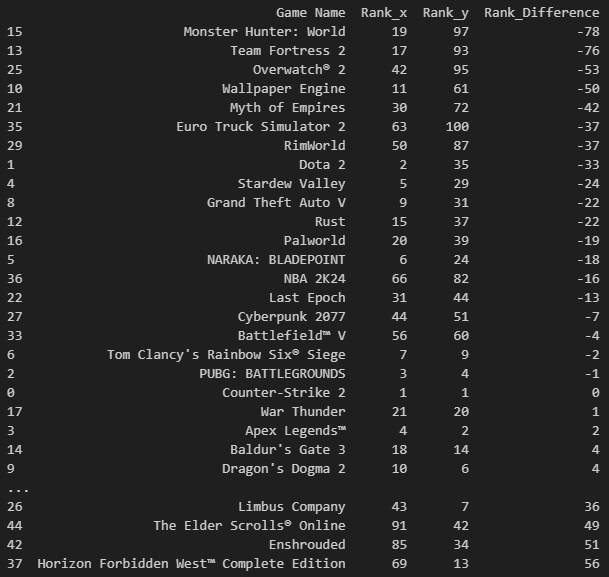 Game Name Rank_x Rank_y Rank_Difference
15 Monster Hunter: World 19 97 -78
13 Team Fortress 2 17 93 -76
25 Overwatch® 2 42 95 -53
10 Wallpaper Engine 11 61 -50
21 Myth of Empires 30 72 -42
35 Euro Truck Simulator 2 63 100 -37
29 RimWorld 50 87 -37
1 Dota 2 2 35 -33
4 Stardew Valley 5 29 -24
8 Grand Theft Auto V 9 31 -22
12 Rust 15 37 -22
16 Palworld 20 39 -19
5 NARAKA: BLADEPOINT 6 24 -18
36 NBA 2K24 66 82 -16
22 Last Epoch 31 44 -13
27 Cyberpunk 2077 44 51 -7
33 Battlefield™ V 56 60 -4
6 Tom Clancy's Rainbow Six® Siege 7 9 -2
2 PUBG: BATTLEGROUNDS 3 4 -1
0 Counter-Strike 2 1 1 0
17 War Thunder 21 20 1
3 Apex Legends™ 4 2 2
14 Baldur's Gate 3 18 14 4
9 Dragon's Dogma 2 10 6 4
...
26 Limbus Company 43 7 36
44 The Elder Scrolls® Online 91 42 49
42 Enshrouded 85 34 51
37 Horizon Forbidden West™ Complete Edition 69 13 56